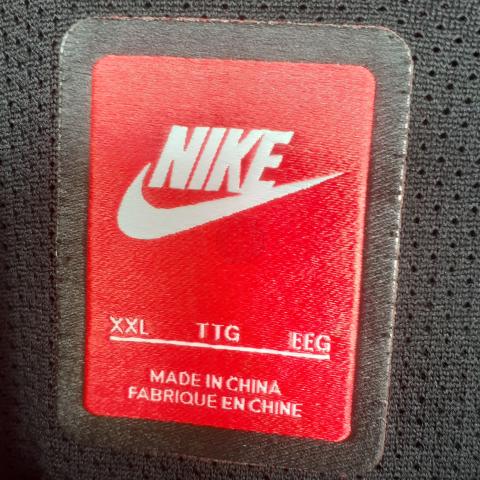 NIKE
XXL TTG EEG
MADE IN CHINA
FABRIQUE EN CHINE